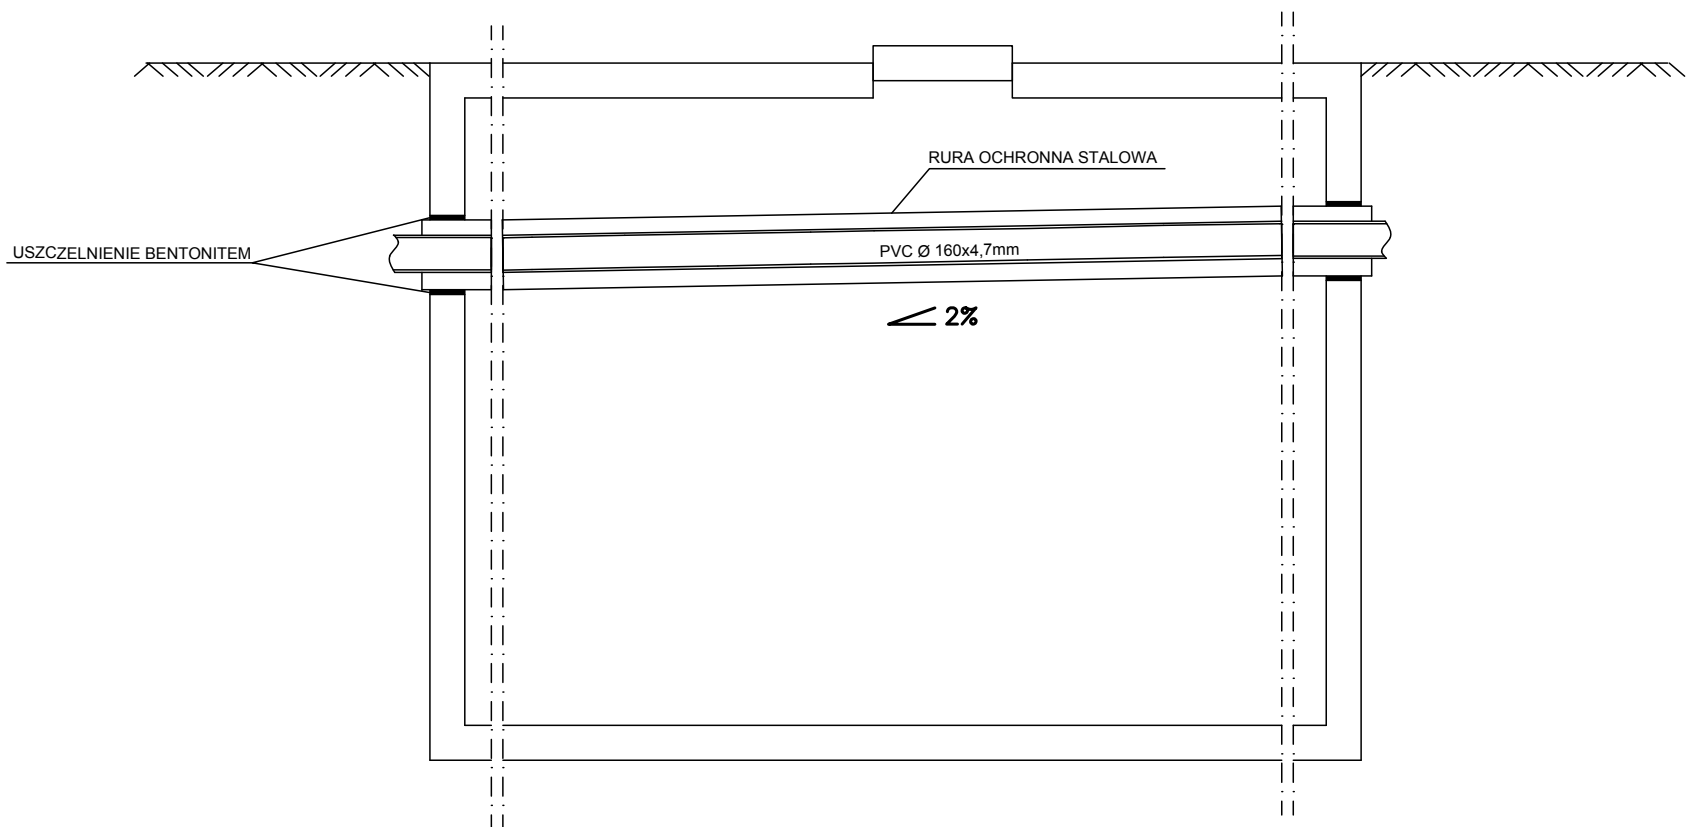 RURA OCHRONNA STALOWA
USZCZELNIENIE BENTONITEM
PVC Ø 160x4,7mm
2%